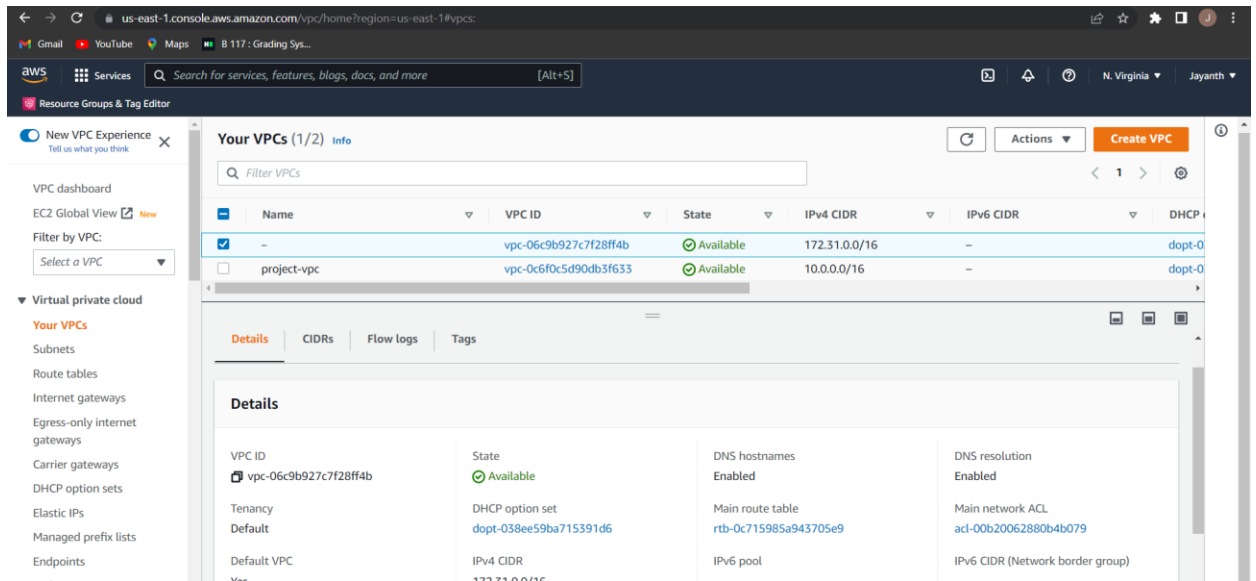 us-east-1.console.aws.amazon.com/vpc/home?region=us-east-1#vpcs:
J
Gmail YouTube Maps B 117 : Grading Sys...
aws Services Search for services, features, blogs, docs, and more [Alt+S] N. Virginia Jayanth
Resource Groups & Tag Editor
New VPC Experience
Tell us what you think
VPC dashboard
EC2 Global View New
Filter by VPC:
Select a VPC
Virtual private cloud
Your VPCs
Subnets
Route tables
Internet gateways
Egress-only internet
gateways
Carrier gateways
DHCP option sets
Elastic IPs
Managed prefix lists
Endpoints
Your VPCs (1/2) Info Actions Create VPC
Filter VPCs 1
Name VPC ID State IPv4 CIDR IPv6 CIDR DHCP
– vpc-06c9b927c7f28ff4b Available 172.31.0.0/16 – dopt-0
project-vpc vpc-0c6f0c5d90db3f633 Available 10.0.0.0/16 – dopt-0
Details CIDRs Flow logs Tags
Details
VPC ID State DNS hostnames DNS resolution
vpc-06c9b927c7f28ff4b Available Enabled Enabled
Tenancy DHCP option set Main route table Main network ACL
Default dopt-038ee59ba715391d6 rtb-0c715985a943705e9 acl-00b20062880b4b079
Default VPC IPv4 CIDR IPv6 pool IPv6 CIDR (Network border group)
Yes 172.31.0.0/16